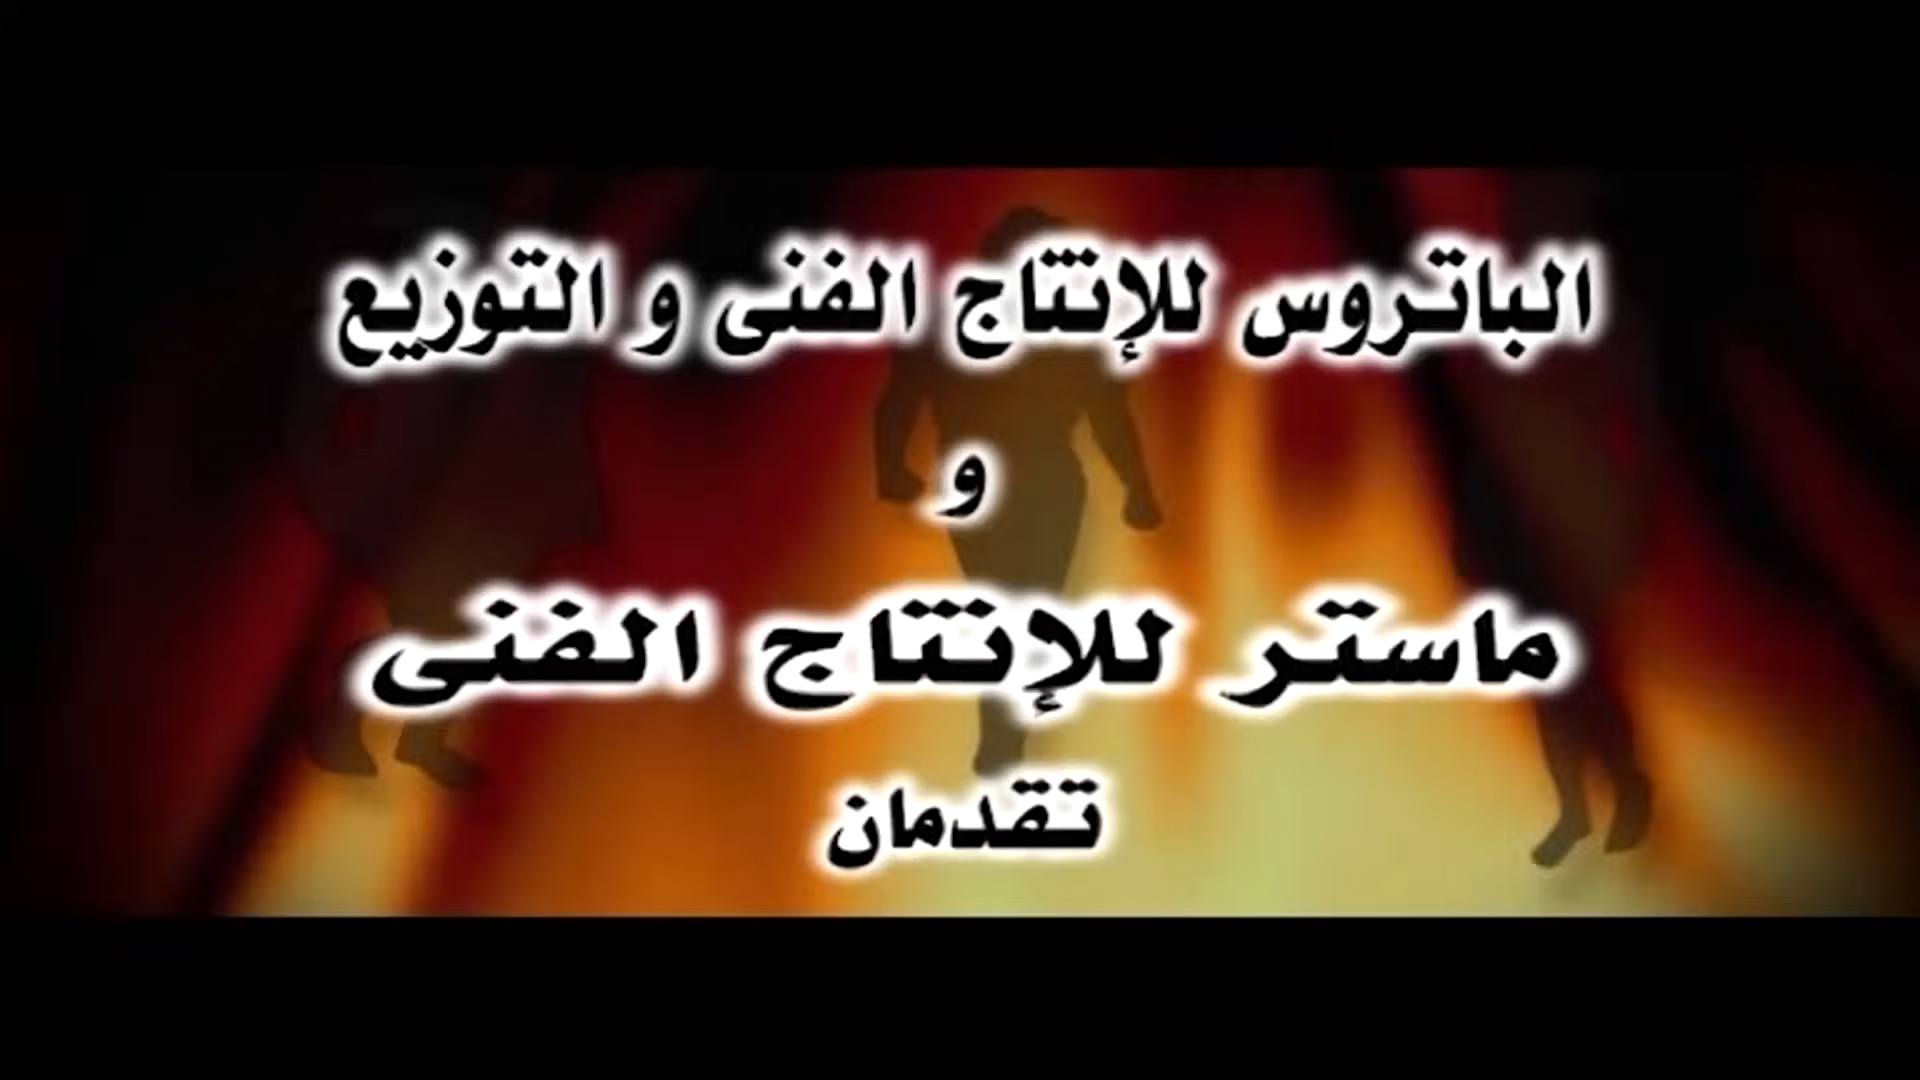 الباتروس للإنتاج الفنى و التوزيع
و
ماستر للإنتاج الفنى
تقدمان